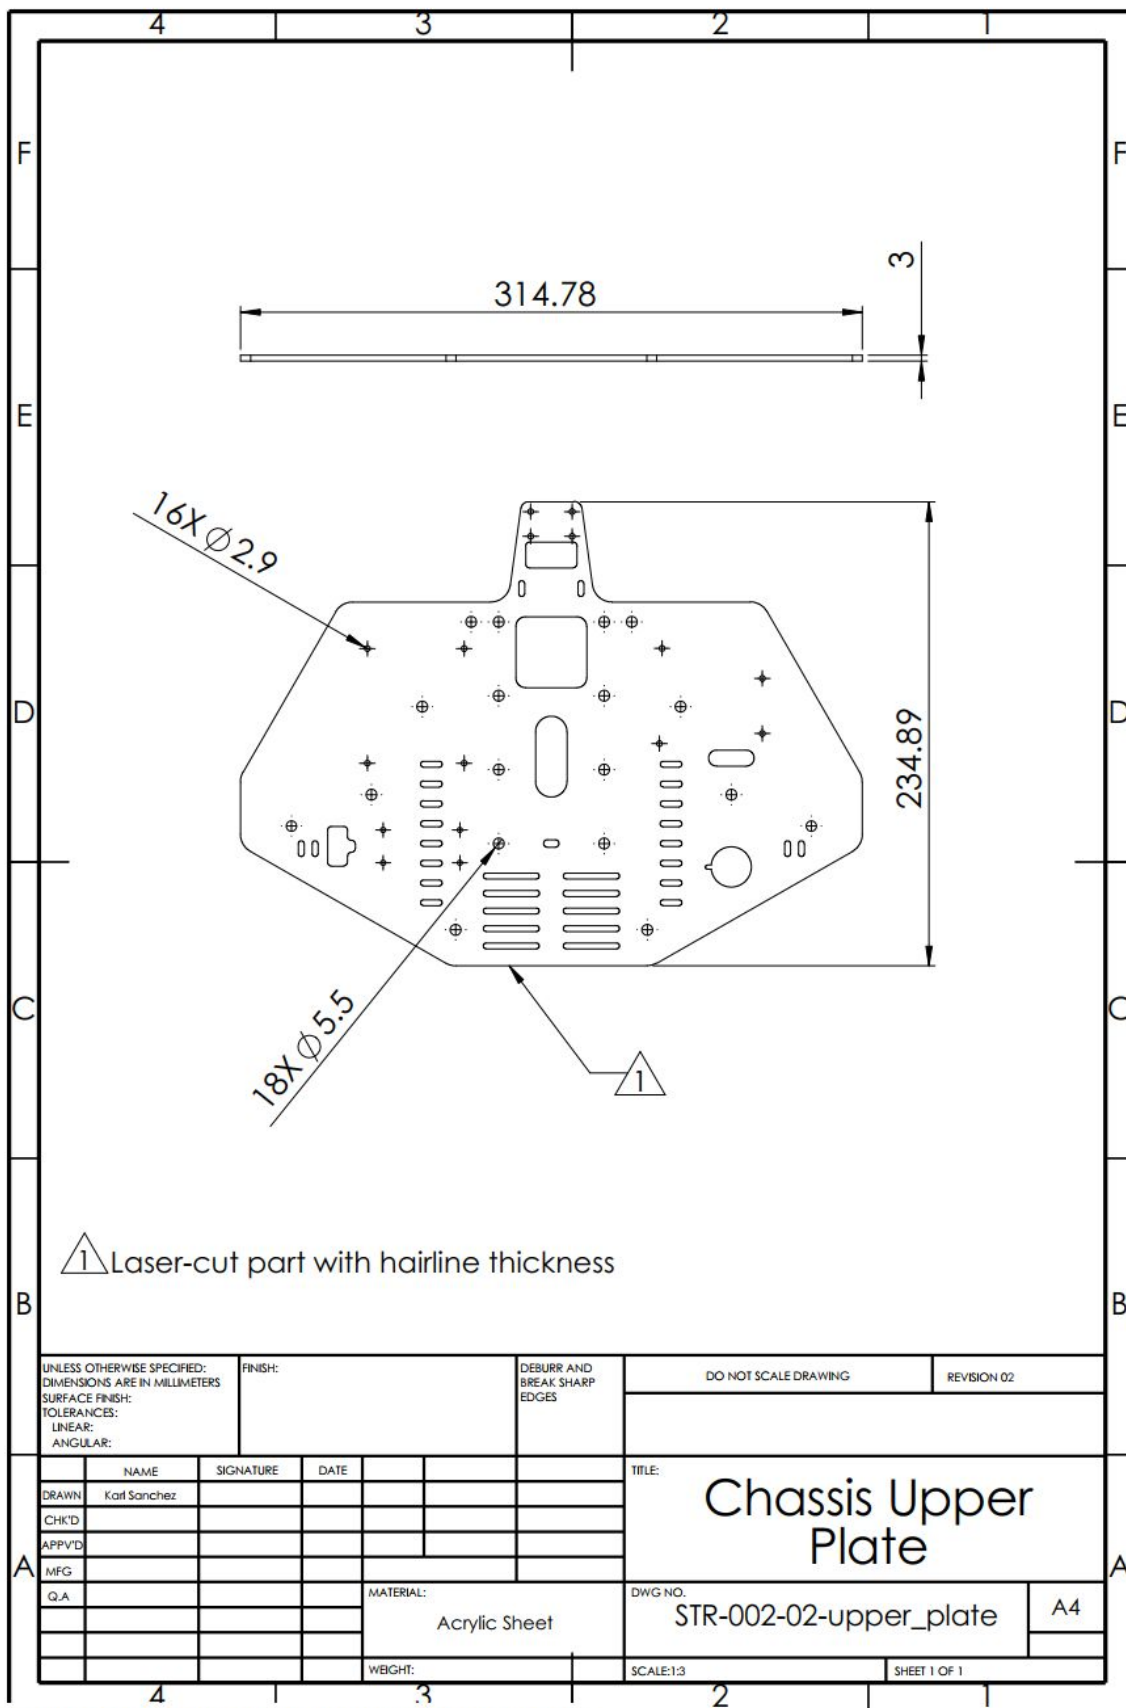 4 3 2 1
F F
3
314.78
E E
16X ∅ 2.9
D D
234.89
C C
18X ∅ 5.5
1
1 Laser-cut part with hairline thickness
B B
UNLESS OTHERWISE SPECIFIED:
DIMENSIONS ARE IN MILLIMETERS
SURFACE FINISH:
TOLERANCES:
LINEAR:
ANGULAR:
FINISH:
DEBURR AND
BREAK SHARP
EDGES
DO NOT SCALE DRAWING
REVISION 02
NAME SIGNATURE DATE
DRAWN Karl Sanchez
CHK'D
APPV'D
MFG
Q.A
TITLE:
Chassis Upper
Plate
A A
MATERIAL:
Acrylic Sheet
DWG NO.
STR-002-02-upper_plate
A4
WEIGHT:
SCALE:1:3
SHEET 1 OF 1
4 3 2 1